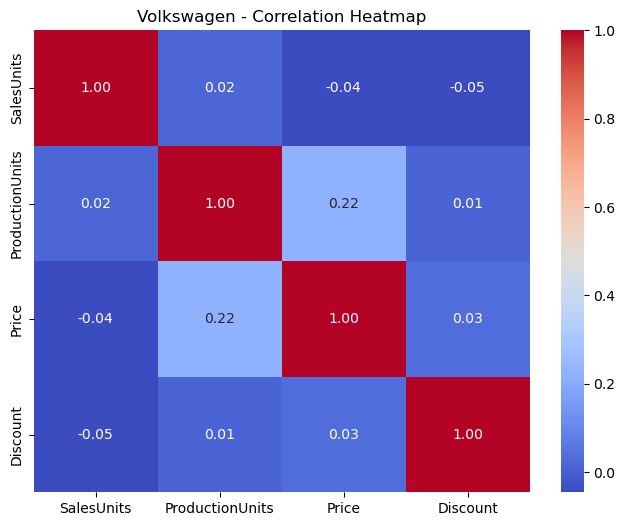 Volkswagen - Correlation Heatmap
SalesUnits
1.00 0.02 -0.04 -0.05
ProductionUnits
0.02 1.00 0.22 0.01
Price
-0.04 0.22 1.00 0.03
Discount
-0.05 0.01 0.03 1.00
SalesUnits ProductionUnits Price Discount
1.0
0.8
0.6
0.4
0.2
0.0